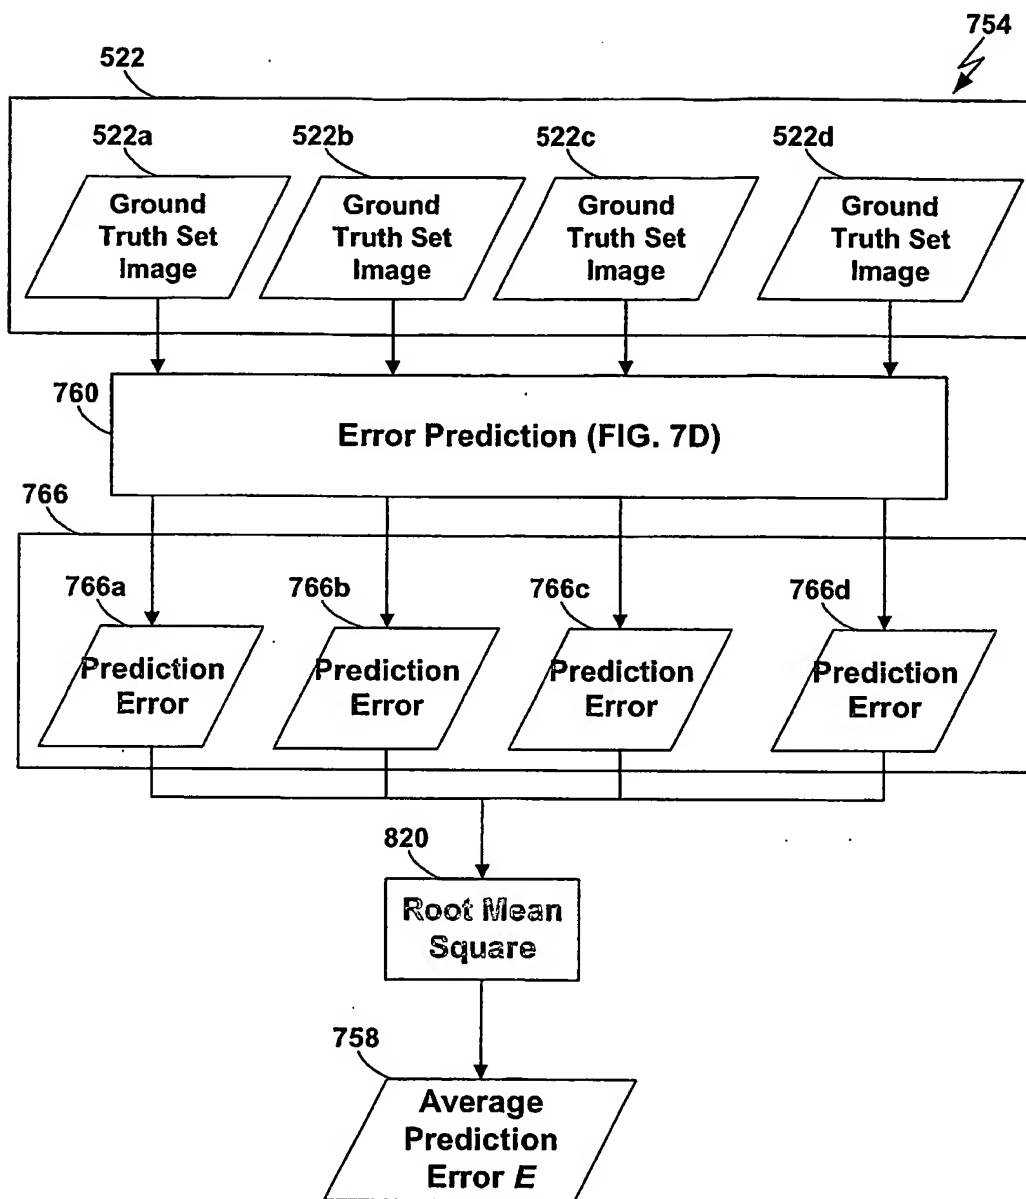 754
522
522a
522b
522c
522d
Ground
Truth Set
Image
Ground
Truth Set
Image
Ground
Truth Set
Image
Ground
Truth Set
Image
760
Error Prediction (FIG. 7D)
766
766a
766b
766c
766d
Prediction
Error
Prediction
Error
Prediction
Error
Prediction
Error
820
Root Mean
Square
758
Average
Prediction
Error E